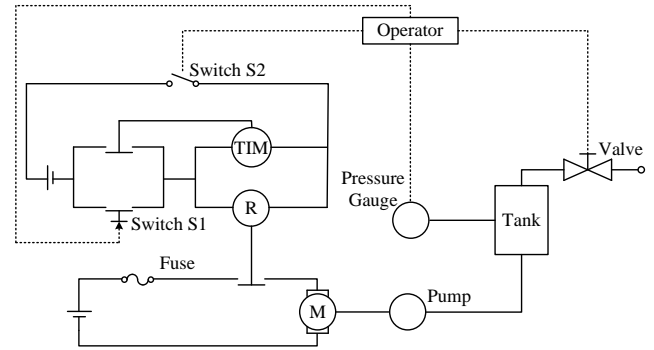 Operator
Switch S2
TIM
Valve
Pressure
Gauge
R
Switch S1
Tank
Fuse
M
Pump